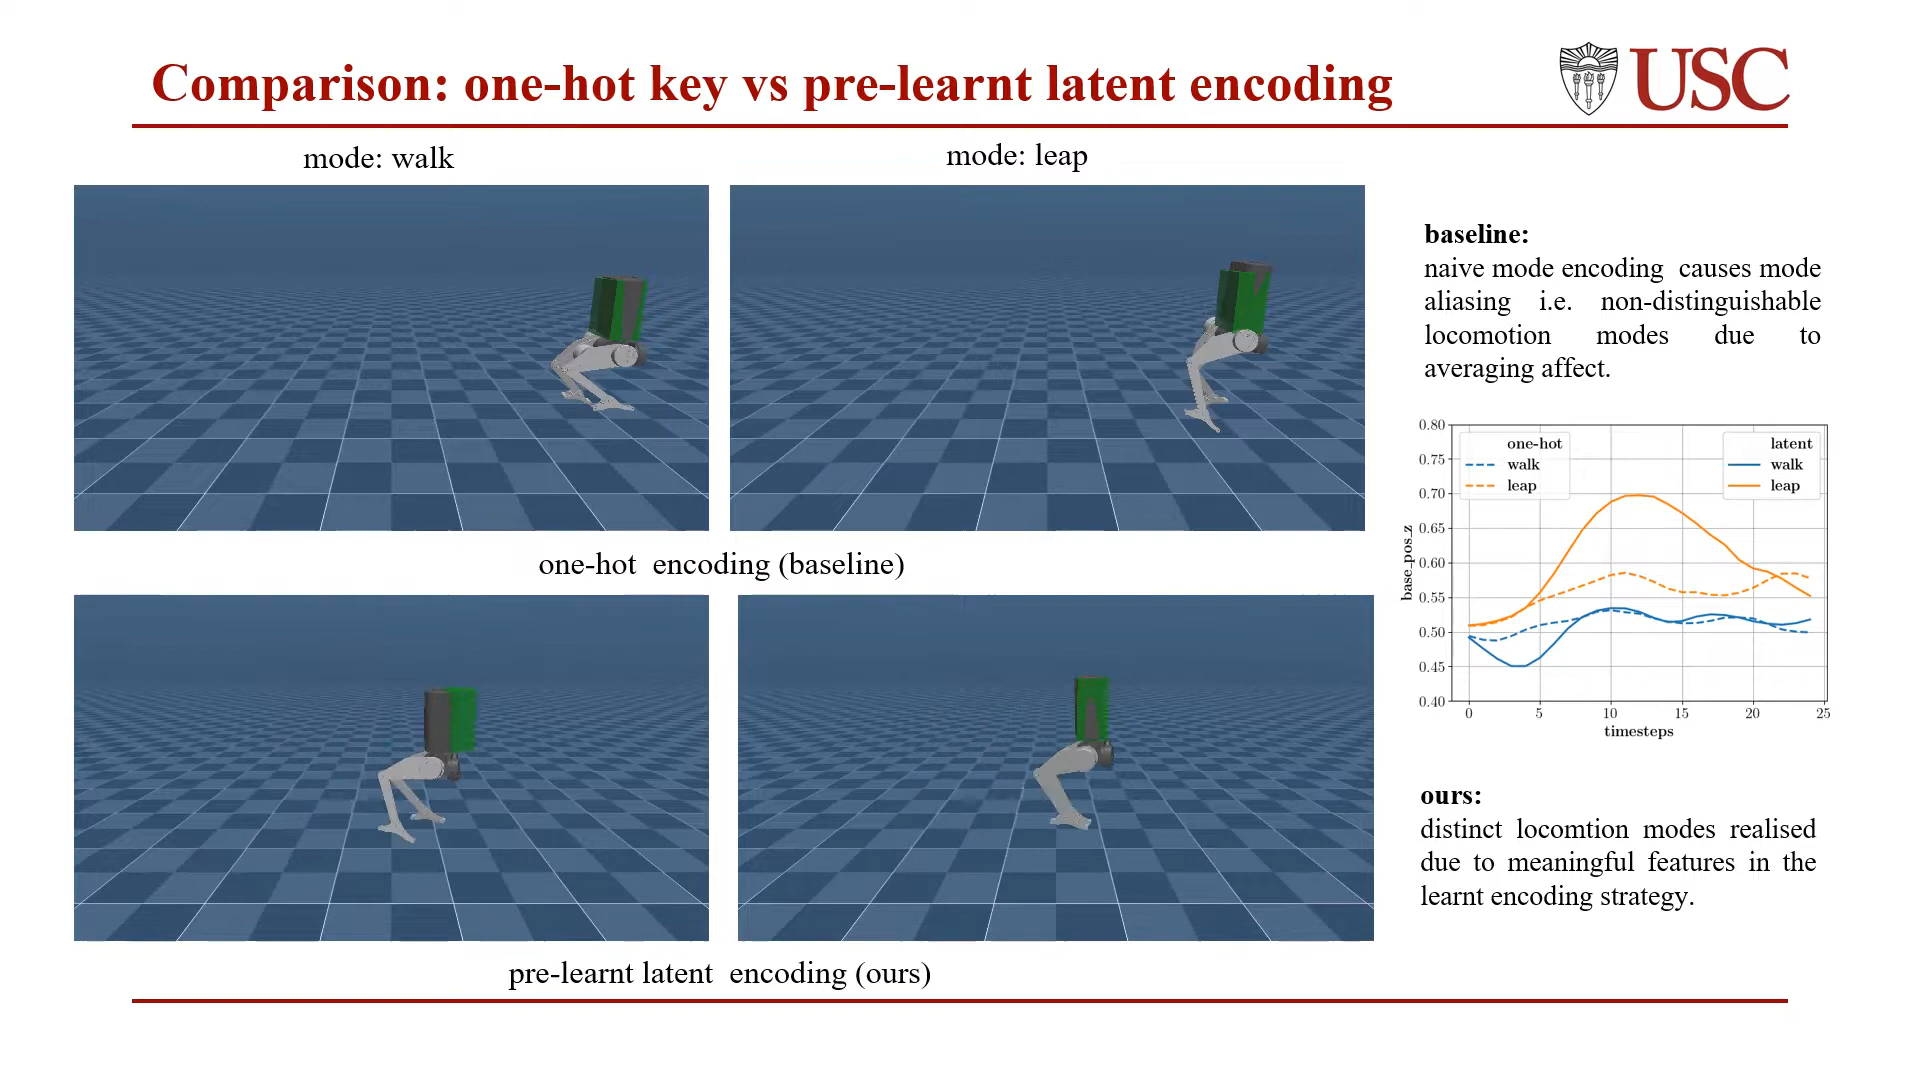 Comparison: one-hot key vs pre-learnt latent encoding
USC
mode: walk
mode: leap
one-hot  encoding (baseline)
pre-learnt latent  encoding (ours)
baseline:
naive mode encoding  causes mode
aliasing i.e. non-distinguishable
locomotion modes due to
averaging affect.
0.80
0.75
0.70
0.65
0.60
0.55
0.50
0.45
0.40
base_pos_z
one-hot
walk
leap
latent
walk
leap
0 5 10 15 20 25
timesteps
ours:
distinct locomtion modes realised
due to meaningful features in the
learnt encoding strategy.